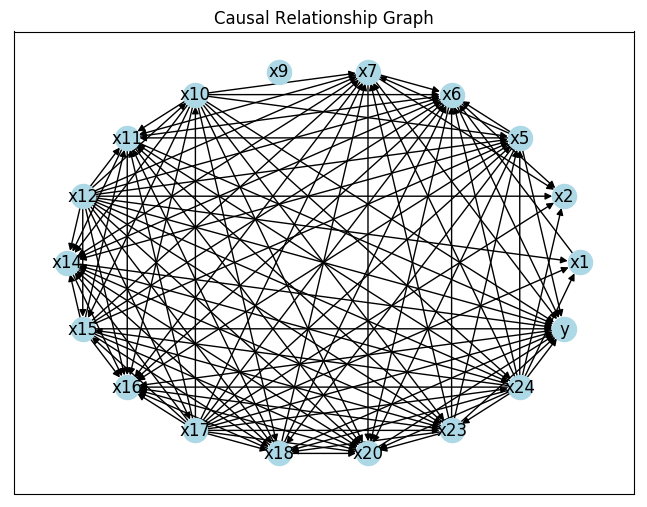 Causal Relationship Graph
x9
x7
x10
x6
x11
x5
x12
x2
x14
x1
x15
y
x16
x24
x17
x23
x18
x20